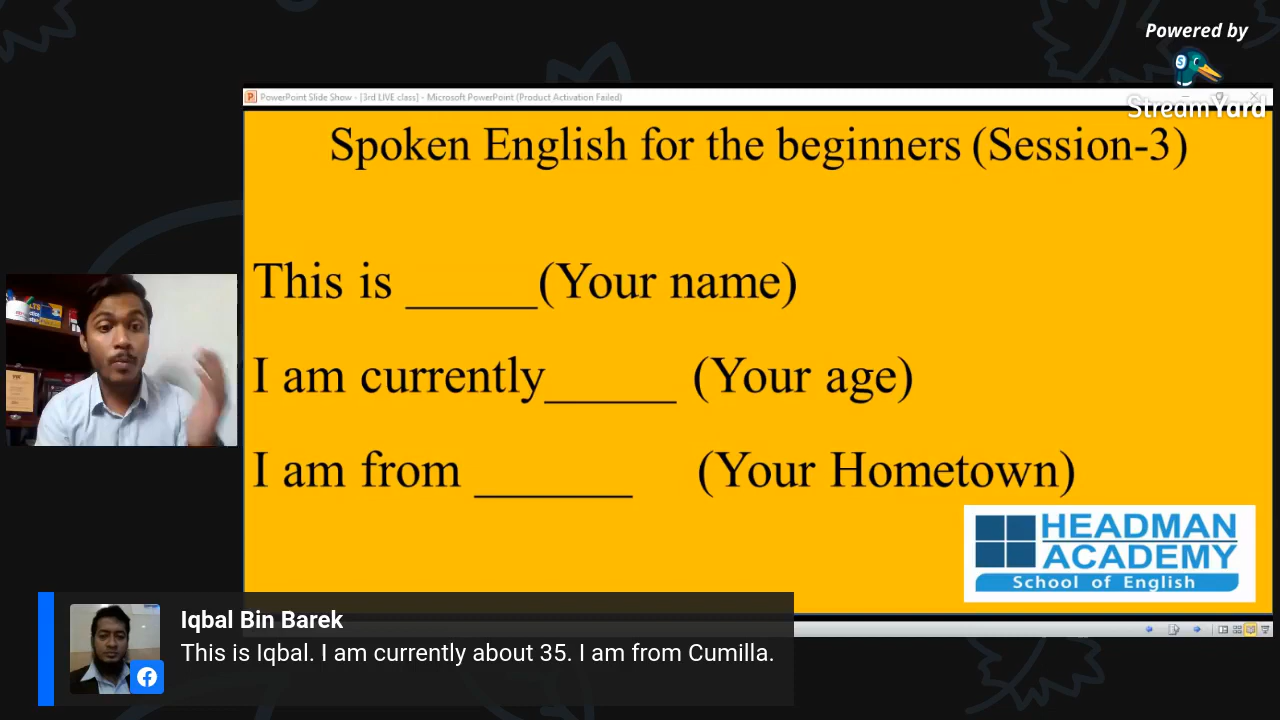 Powered by
StreamYard
PowerPoint Slide Show - [3rd LIVE class] - Microsoft PowerPoint (Product Activation Failed)
Spoken English for the beginners (Session-3)
This is _____(Your name)
I am currently_____ (Your age)
I am from ______ (Your Hometown)
HEADMAN
ACADEMY
School of English
Iqbal Bin Barek
This is Iqbal. I am currently about 35. I am from Cumilla.